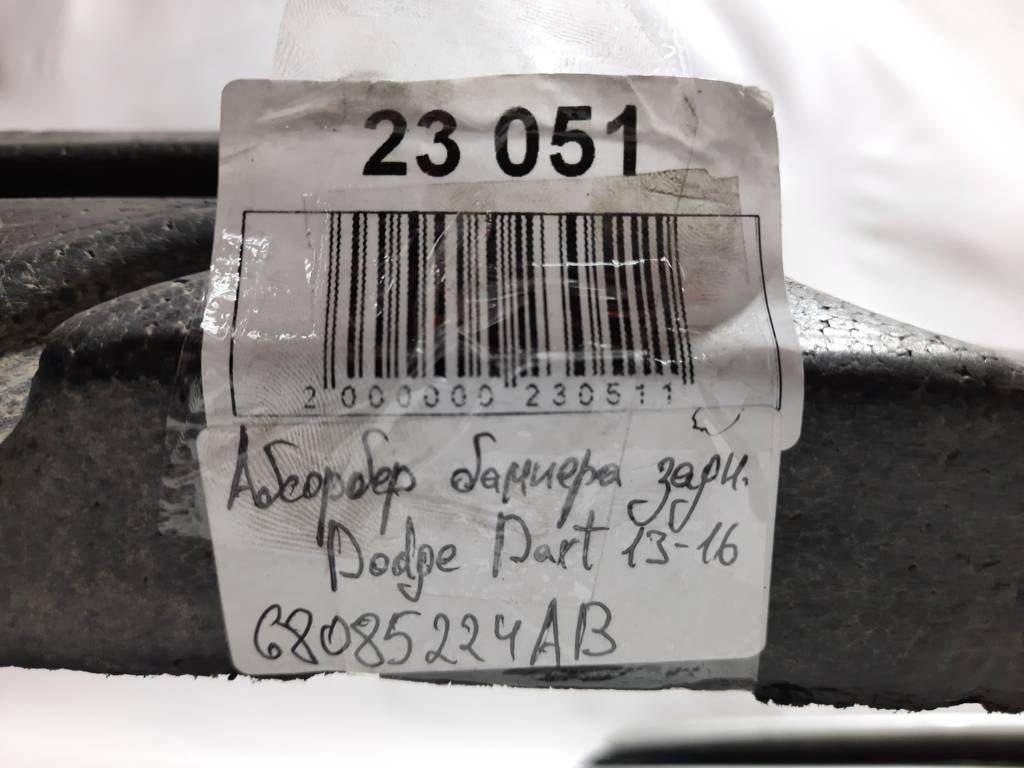 23 051
2 000000 230511
Абсорбер бампера задн.
Dodge Dart 13-16
68085224AB